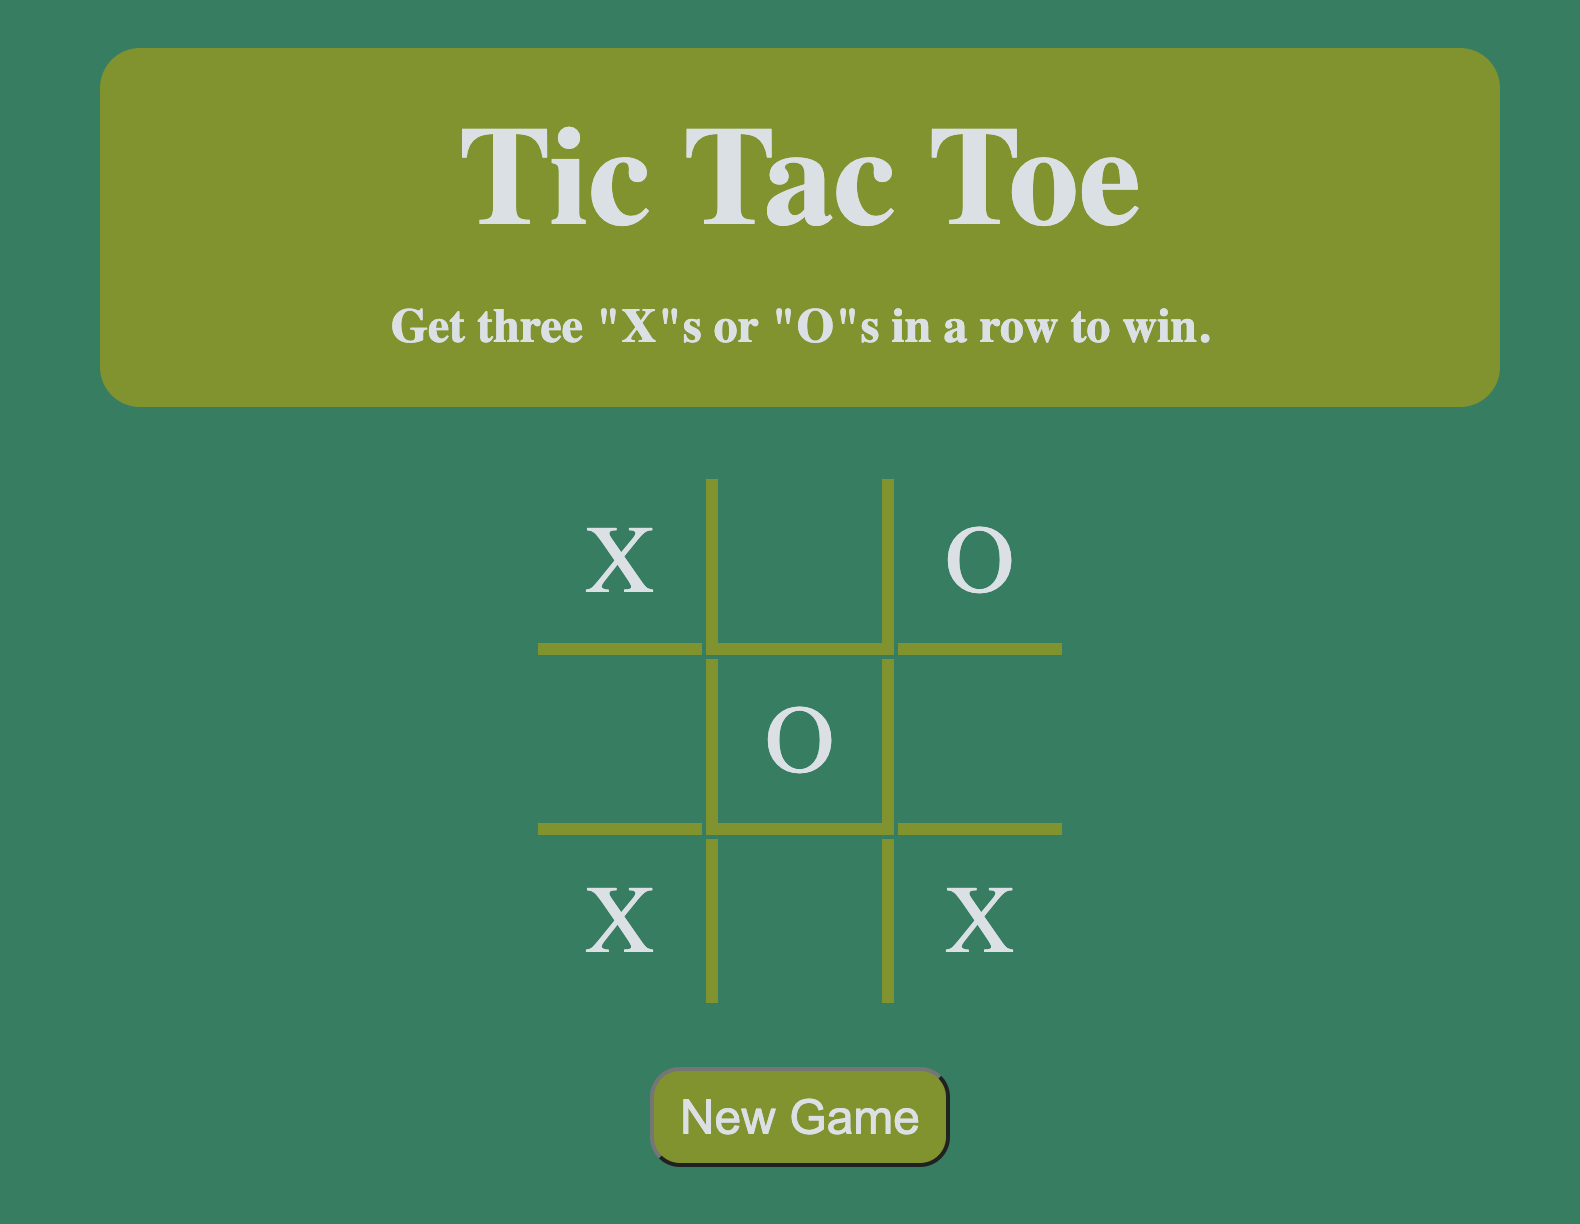 Tic Tac Toe
Get three "X"s or "O"s in a row to win.
X O
O
X X
New Game